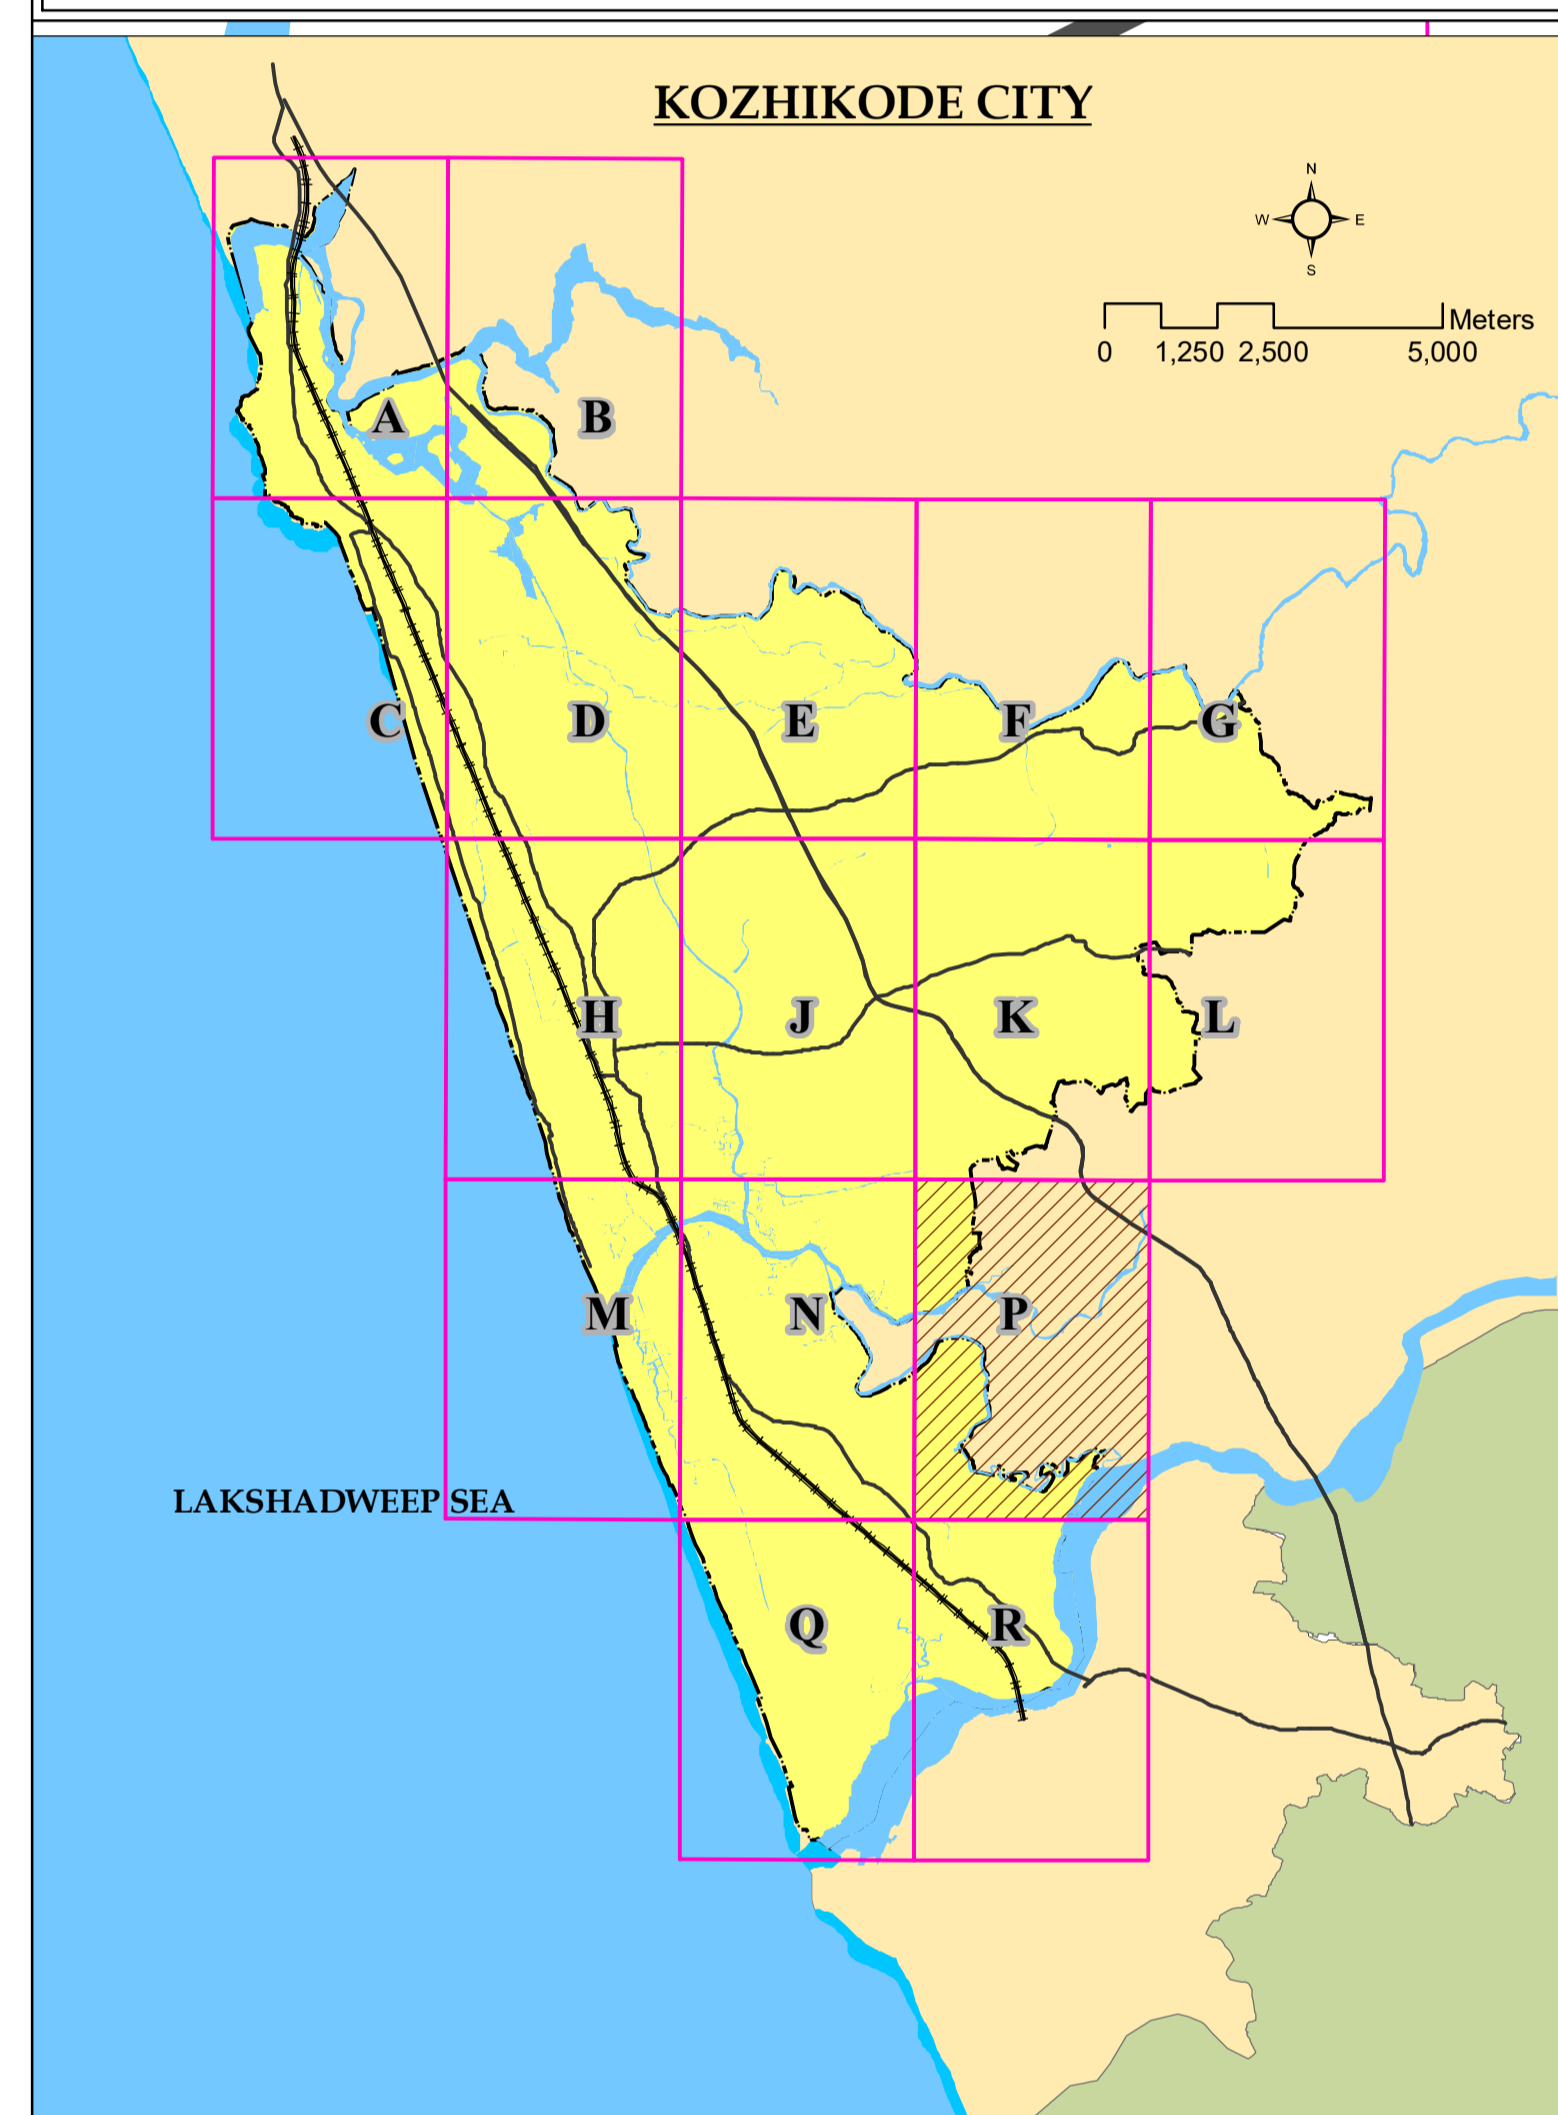 KOZHIKODE CITY
N
W E
S
Meters
0 1,250 2,500 5,000
A B
C D E F G
H J K L
M N P
LAKSHADWEEP SEA
Q R